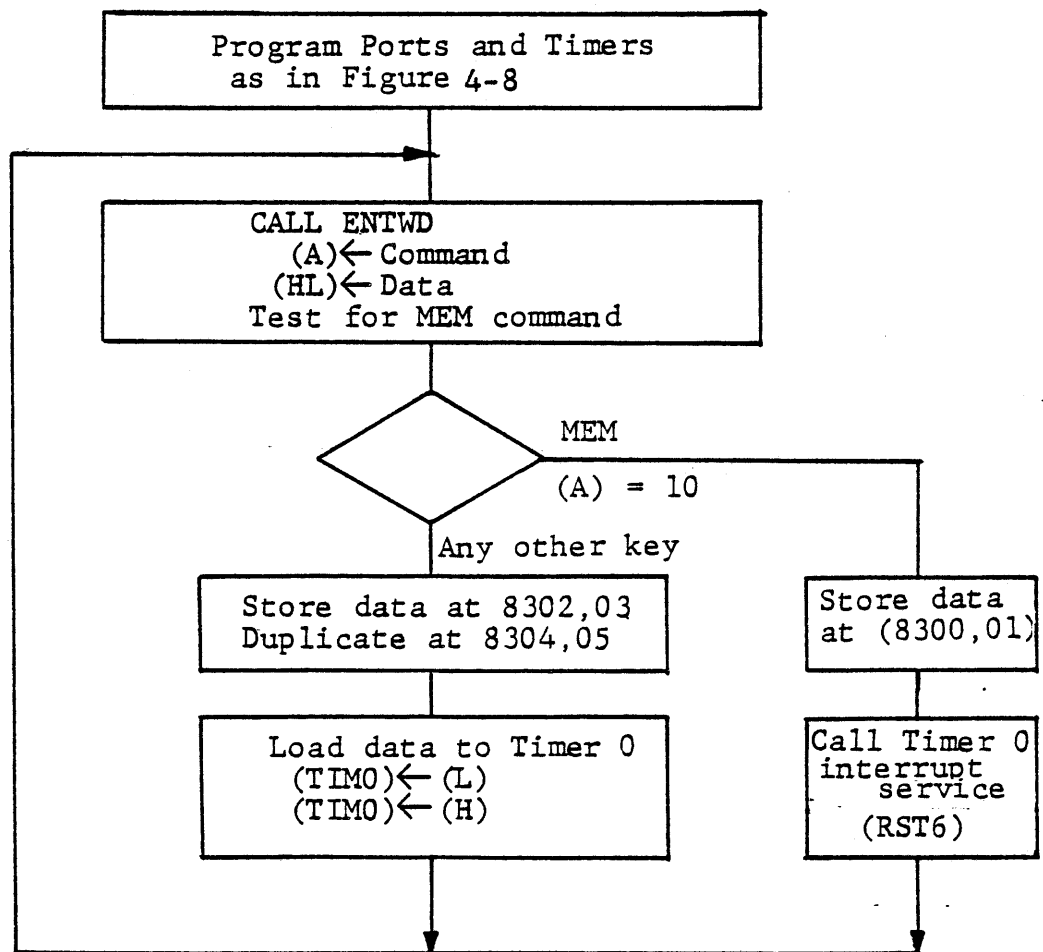 Program Ports and Timers
as in Figure 4-8
CALL ENTWD
(A)← Command
(HL)← Data
Test for MEM command
MEM
(A) = 10
Any other key
Store data at 8302,03
Duplicate at 8304,05
Store data
at (8300,01)
Load data to Timer 0
(TIM0)← (L)
(TIM0)← (H)
Call Timer 0
interrupt
service
(RST6)